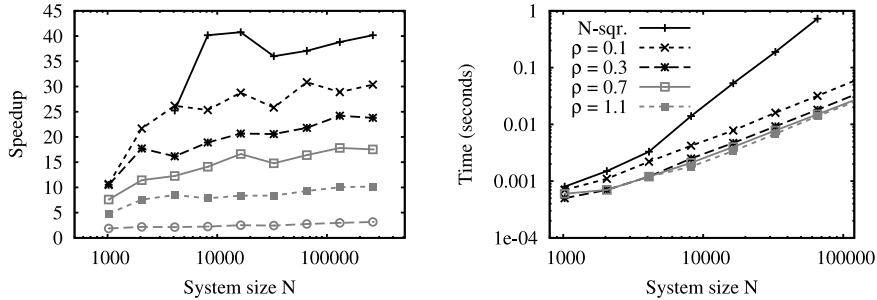 45
40
35
30
25
20
15
10
5
0
Speedup
1000 10000 100000
System size N
1
0.1
0.01
0.001
1e-04
Time (seconds)
N-sqr.
ρ = 0.1
ρ = 0.3
ρ = 0.7
ρ = 1.1
1000 10000 100000
System size N